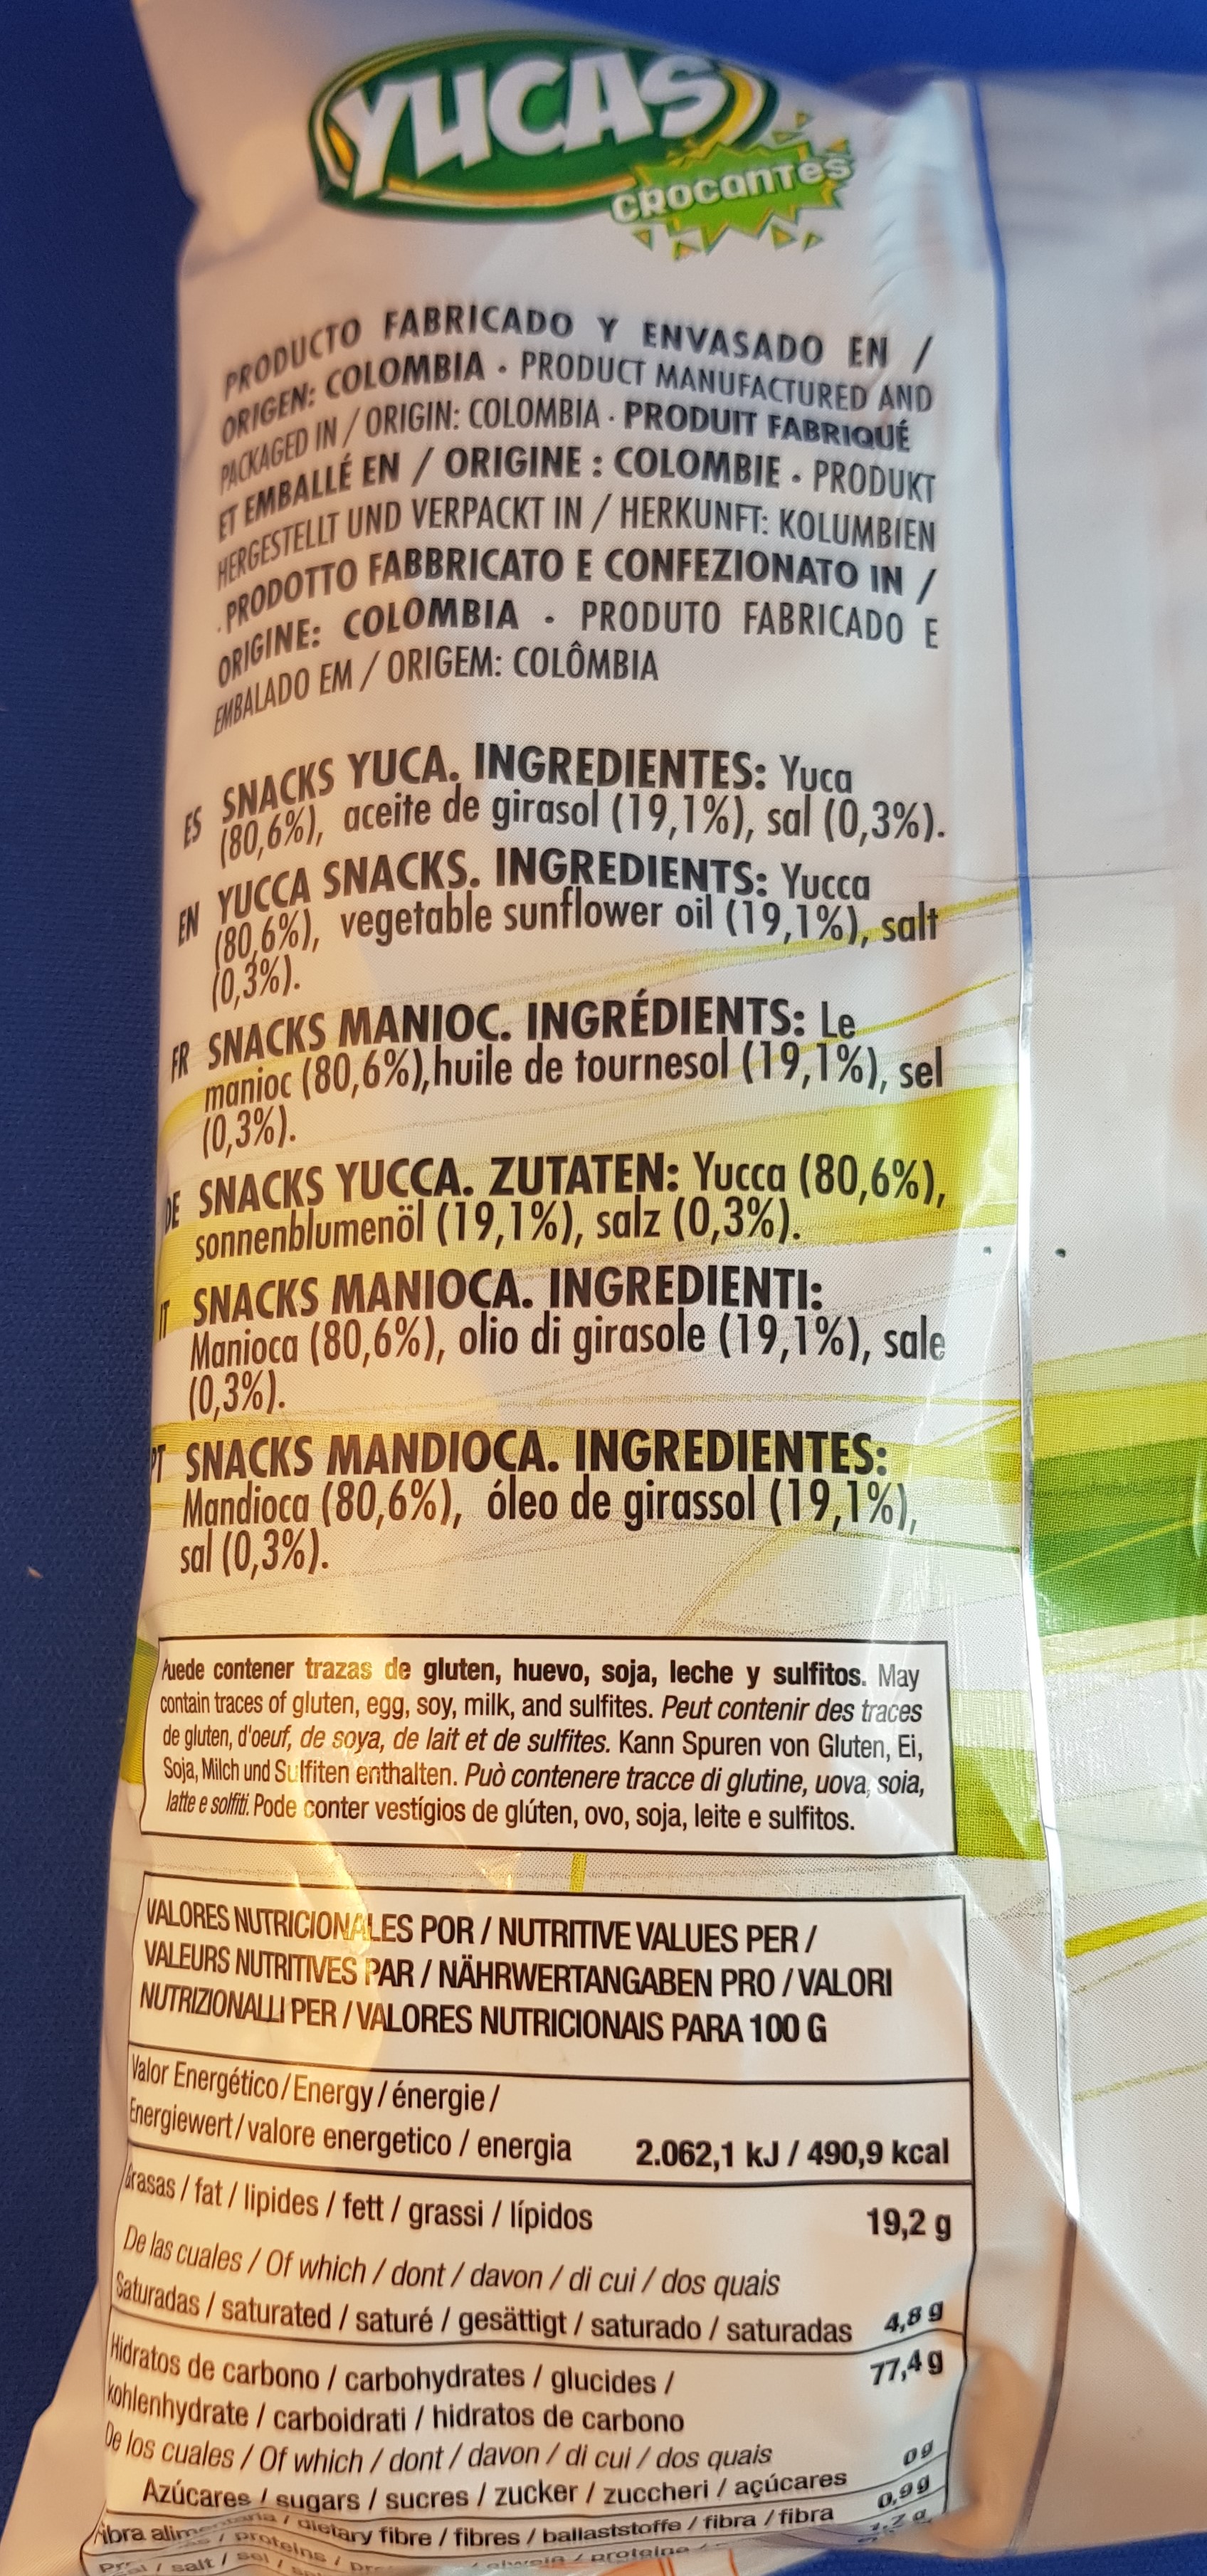 YUCAS
CROCANTES
PRODUCTO FABRICADO Y ENVASADO EN /
ORIGEN: COLOMBIA · PRODUCT MANUFACTURED AND
PACKAGED IN / ORIGIN: COLOMBIA · PRODUIT FABRIQUÉ
ET EMBALLÉ EN / ORIGINE : COLOMBIE · PRODUKT
HERGESTELLT UND VERPACKT IN / HERKUNFT: KOLUMBIEN
· PRODOTTO FABBRICATO E CONFEZIONATO IN /
ORIGINE: COLOMBIA · PRODUTO FABRICADO E
EMBALADO EM / ORIGEM: COLÔMBIA
ES SNACKS YUCA. INGREDIENTES: Yuca
(80,6%), aceite de girasol (19,1%), sal (0,3%).
EN YUCCA SNACKS. INGREDIENTS: Yucca
(80,6%), vegetable sunflower oil (19,1%), salt
(0,3%).
FR SNACKS MANIOC. INGRÉDIENTS: Le
manioc (80,6%),huile de tournesol (19,1%), sel
(0,3%).
DE SNACKS YUCCA. ZUTATEN: Yucca (80,6%),
sonnenblumenöl (19,1%), salz (0,3%).
IT SNACKS MANIOCA. INGREDIENTI:
Manioca (80,6%), olio di girasole (19,1%), sale
(0,3%).
PT SNACKS MANDIOCA. INGREDIENTES:
Mandioca (80,6%), óleo de girassol (19,1%),
sal (0,3%).
Puede contener trazas de gluten, huevo, soja, leche y sulfitos. May
contain traces of gluten, egg, soy, milk, and sulfites. Peut contenir des traces
de gluten, d'oeuf, de soya, de lait et de sulfites. Kann Spuren von Gluten, Ei,
Soja, Milch und Sulfiten enthalten. Può contenere tracce di glutine, uova, soia,
latte e solfiti. Pode conter vestígios de glúten, ovo, soja, leite e sulfitos.
VALORES NUTRICIONALES POR / NUTRITIVE VALUES PER /
VALEURS NUTRITIVES PAR / NÄHRWERTANGABEN PRO / VALORI
NUTRIZIONALLI PER / VALORES NUTRICIONAIS PARA 100 G
Valor Energético/Energy/énergie/
Energiewert/valore energetico / energia 2.062,1 kJ / 490,9 kcal
Grasas / fat / lipides / fett / grassi / lípidos 19,2 g
De las cuales / Of which / dont / davon / di cui / dos quais
Saturadas / saturated / saturé / gesättigt / saturado / saturadas 4,8 g
Hidratos de carbono / carbohydrates / glucides / 77,4 g
kohlenhydrate / carboidrati / hidratos de carbono
De los cuales / Of which / dont / davon / di cui / dos quais
Azúcares / sugars / sucres / zucker / zuccheri / açúcares 0 g
Fibra alimentaria / dietary fibre / fibres / ballaststoffe / fibra / fibra 0,9 g
/ proteins /
/ salt / sel /